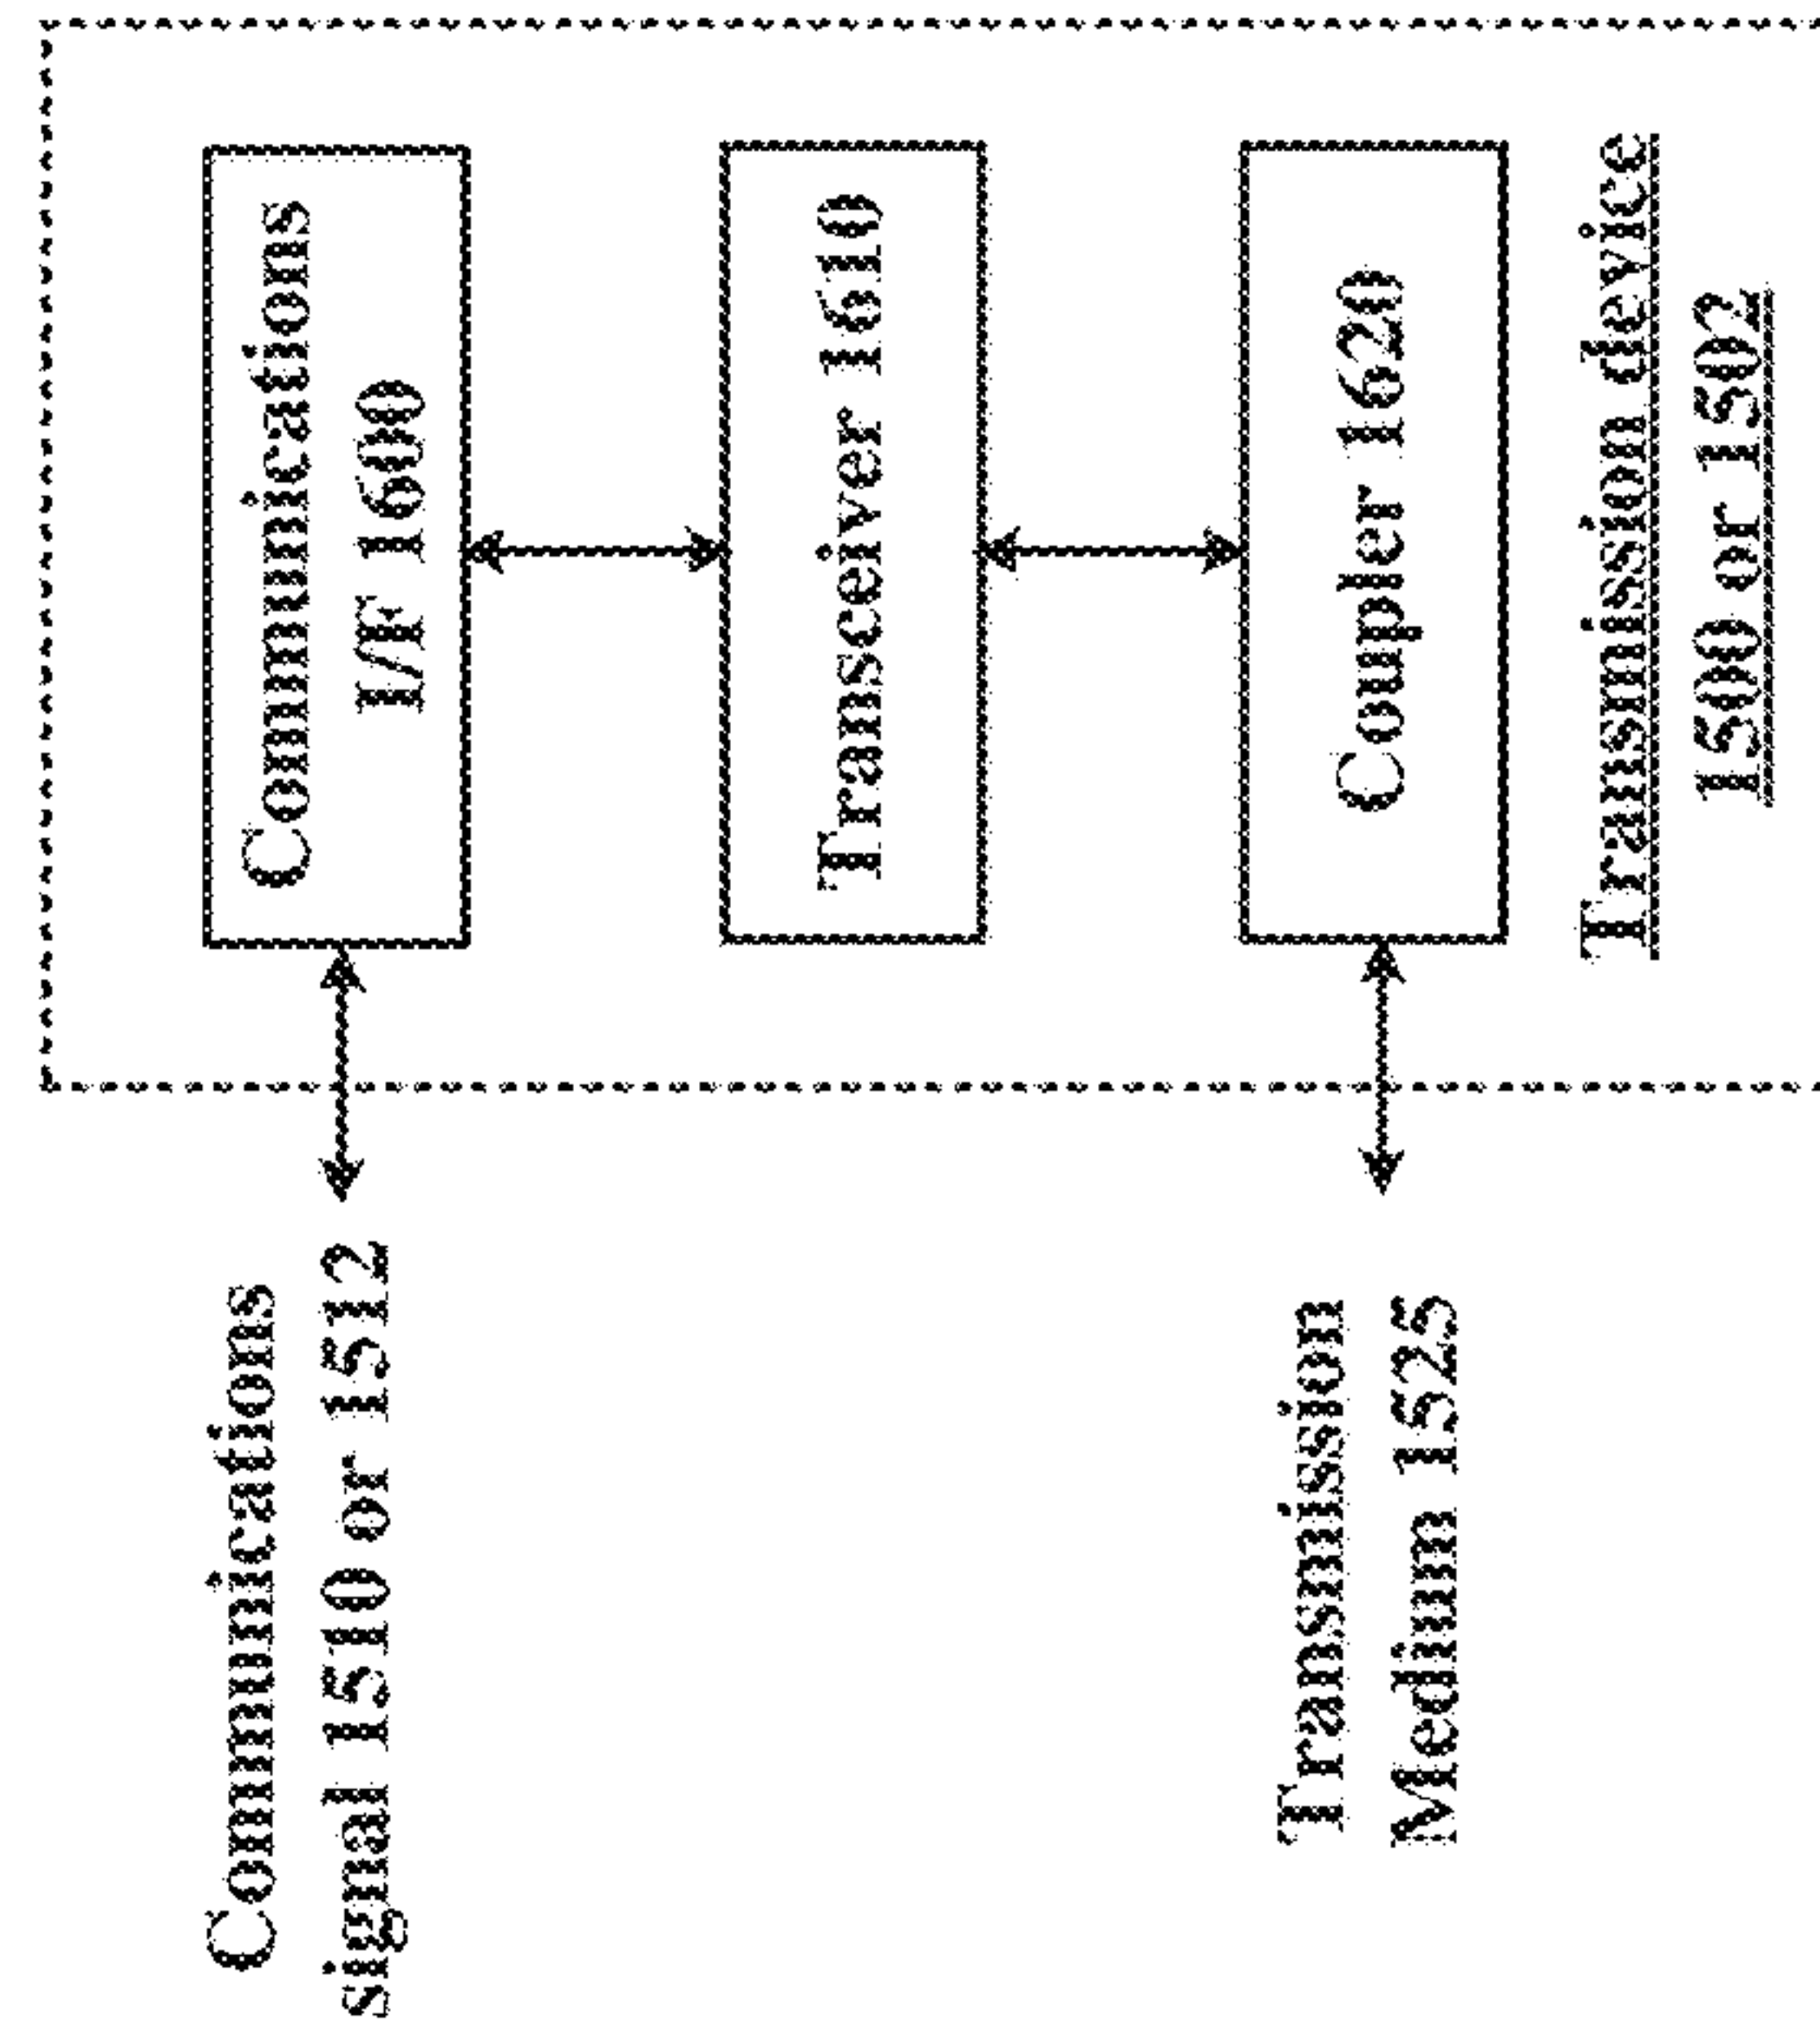 Communications
signal 1510 or 1512
Communications
I/F 1600
Transceiver 1610
Transmission
Medium 1525
Coupler 1620
Transmission device
1500 or 1502